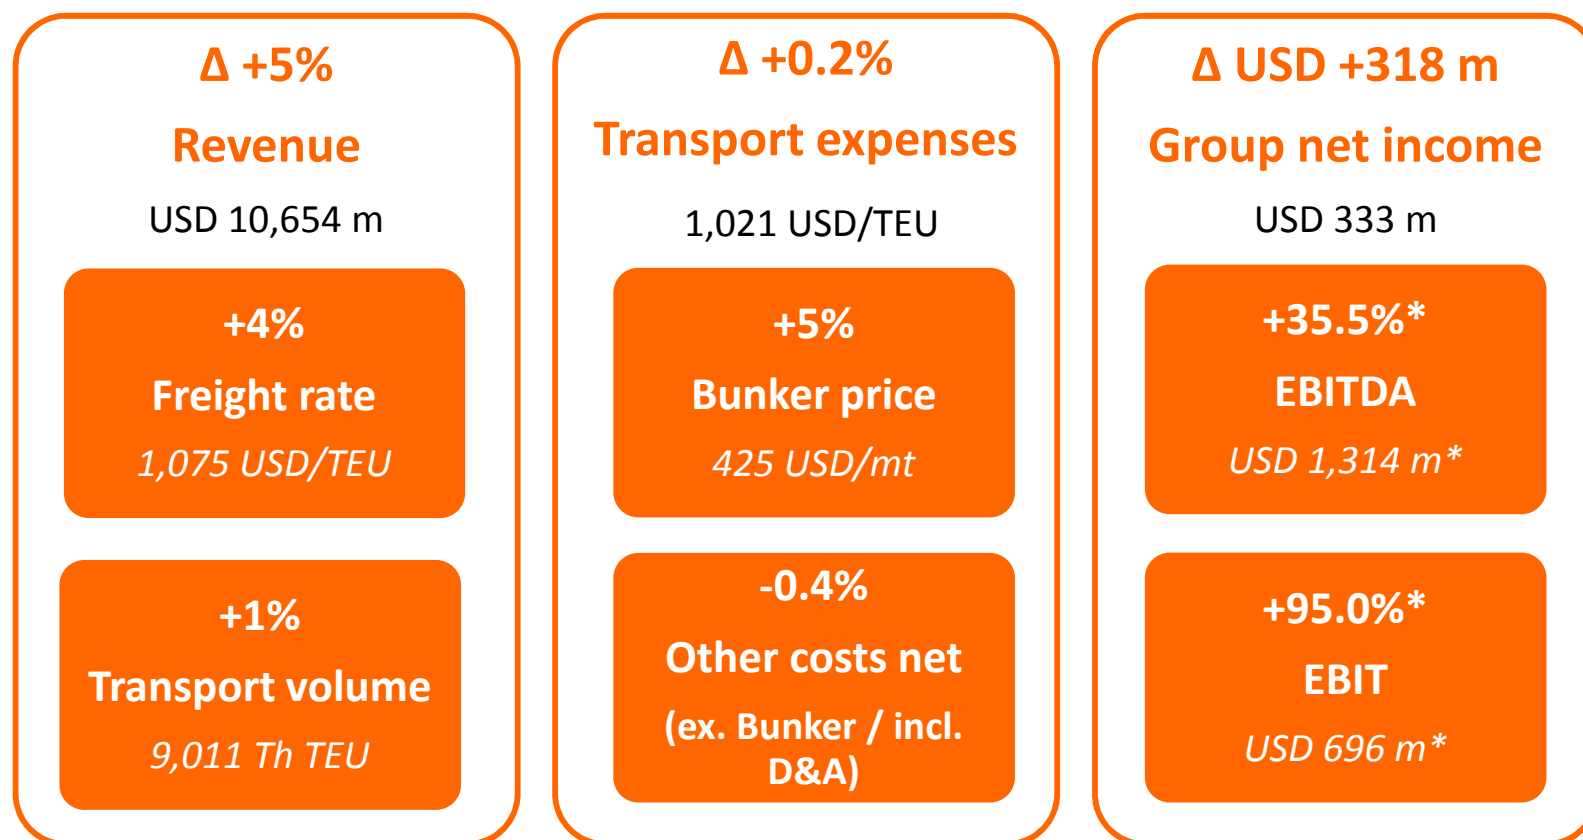 Δ +5%
Revenue
USD 10,654 m
+4%
Freight rate
1,075 USD/TEU
+1%
Transport volume
9,011 Th TEU
Δ +0.2%
Transport expenses
1,021 USD/TEU
+5%
Bunker price
425 USD/mt
-0.4%
Other costs net
(ex. Bunker / incl.
D&A)
Δ USD +318 m
Group net income
USD 333 m
+35.5%*
EBITDA
USD 1,314 m*
+95.0%*
EBIT
USD 696 m*